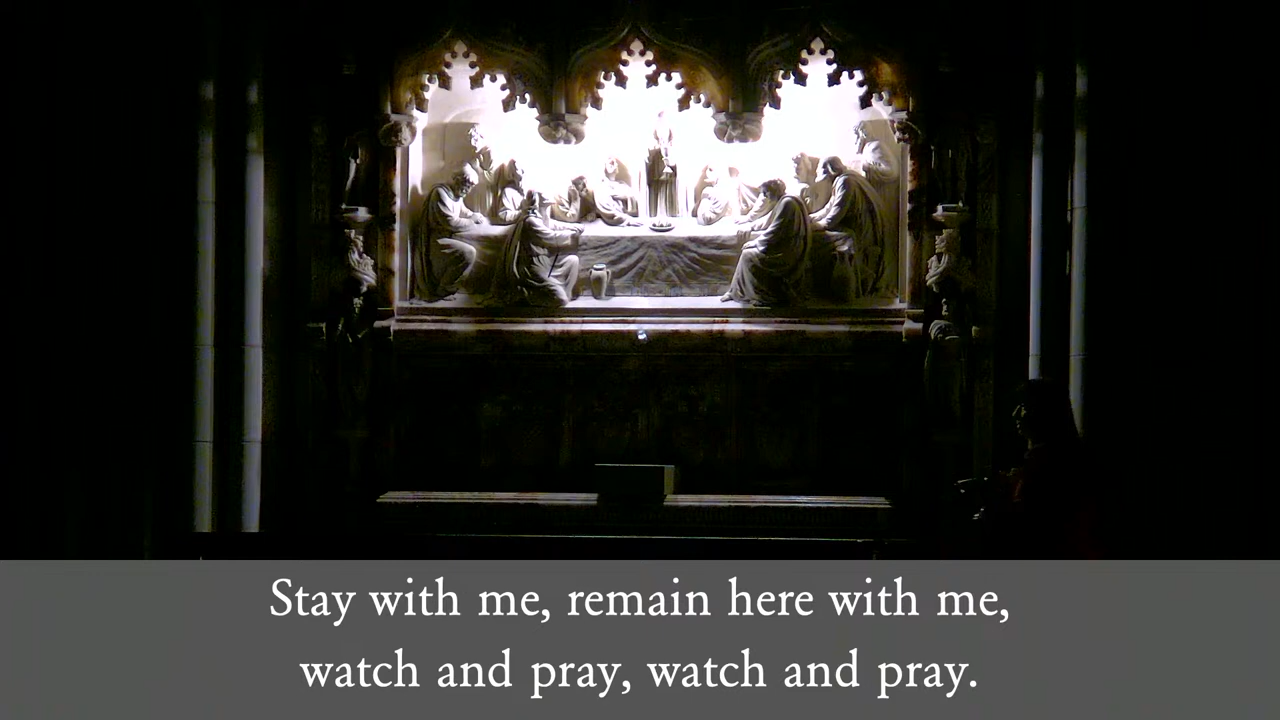 Stay with me, remain here with me,
watch and pray, watch and pray.